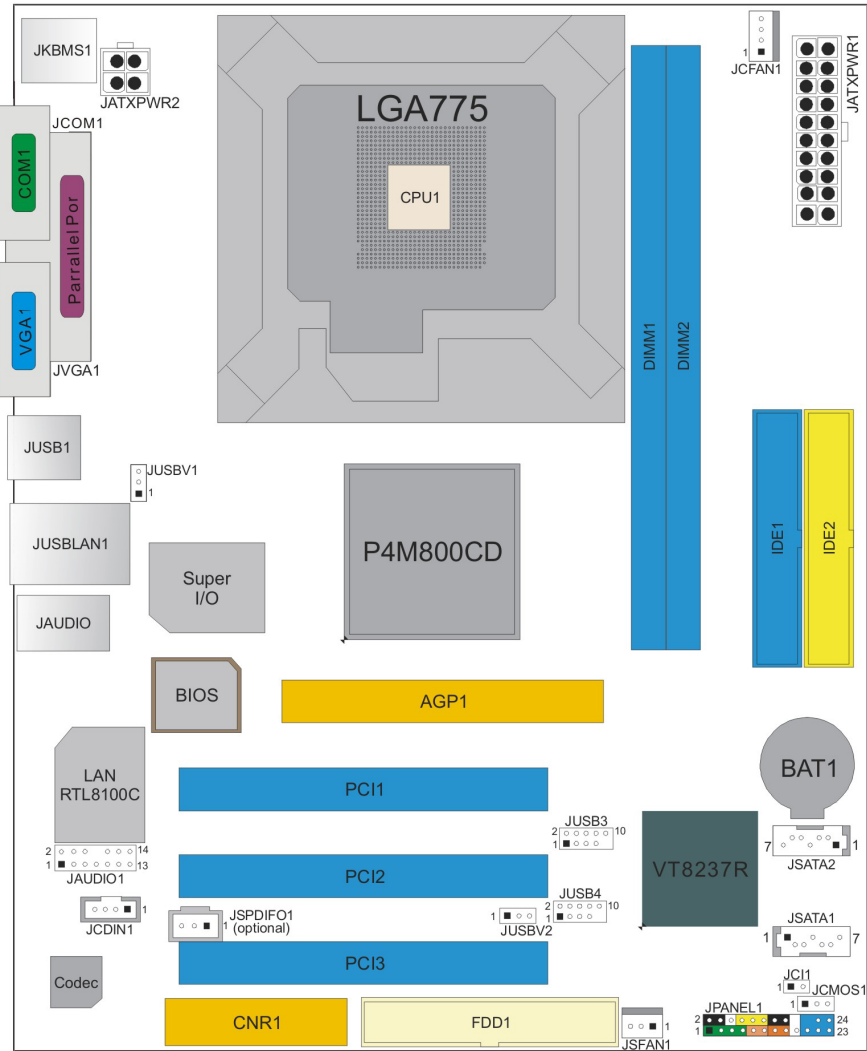 JKBMS1
JATXPWR2
LGA775
CPU1
1
JCFAN1
JATXPWR1
JCOM1
COM1
Parrallel Por
VGA1
JVGA1
DIMM1
DIMM2
JUSB1
JUSBV1
1
JUSBLAN1
Super
I/O
P4M800CD
IDE1
IDE2
JAUDIO
BIOS
AGP1
LAN
RTL8100C
BAT1
PCI1
2 14
1 13
JAUDIO1
JUSB3
2 10
1
VT8237R
7 1
JSATA2
PCI2
JCDIN1
1
JSPDIFO1
(optional)
1
1
JUSBV2
JUSB4
2 10
1
JSATA1
1 7
Codec
PCI3
JCI1
1
JCMOS1
1
CNR1
FDD1
1
JSFAN1
JPANEL1
2 24
1 23